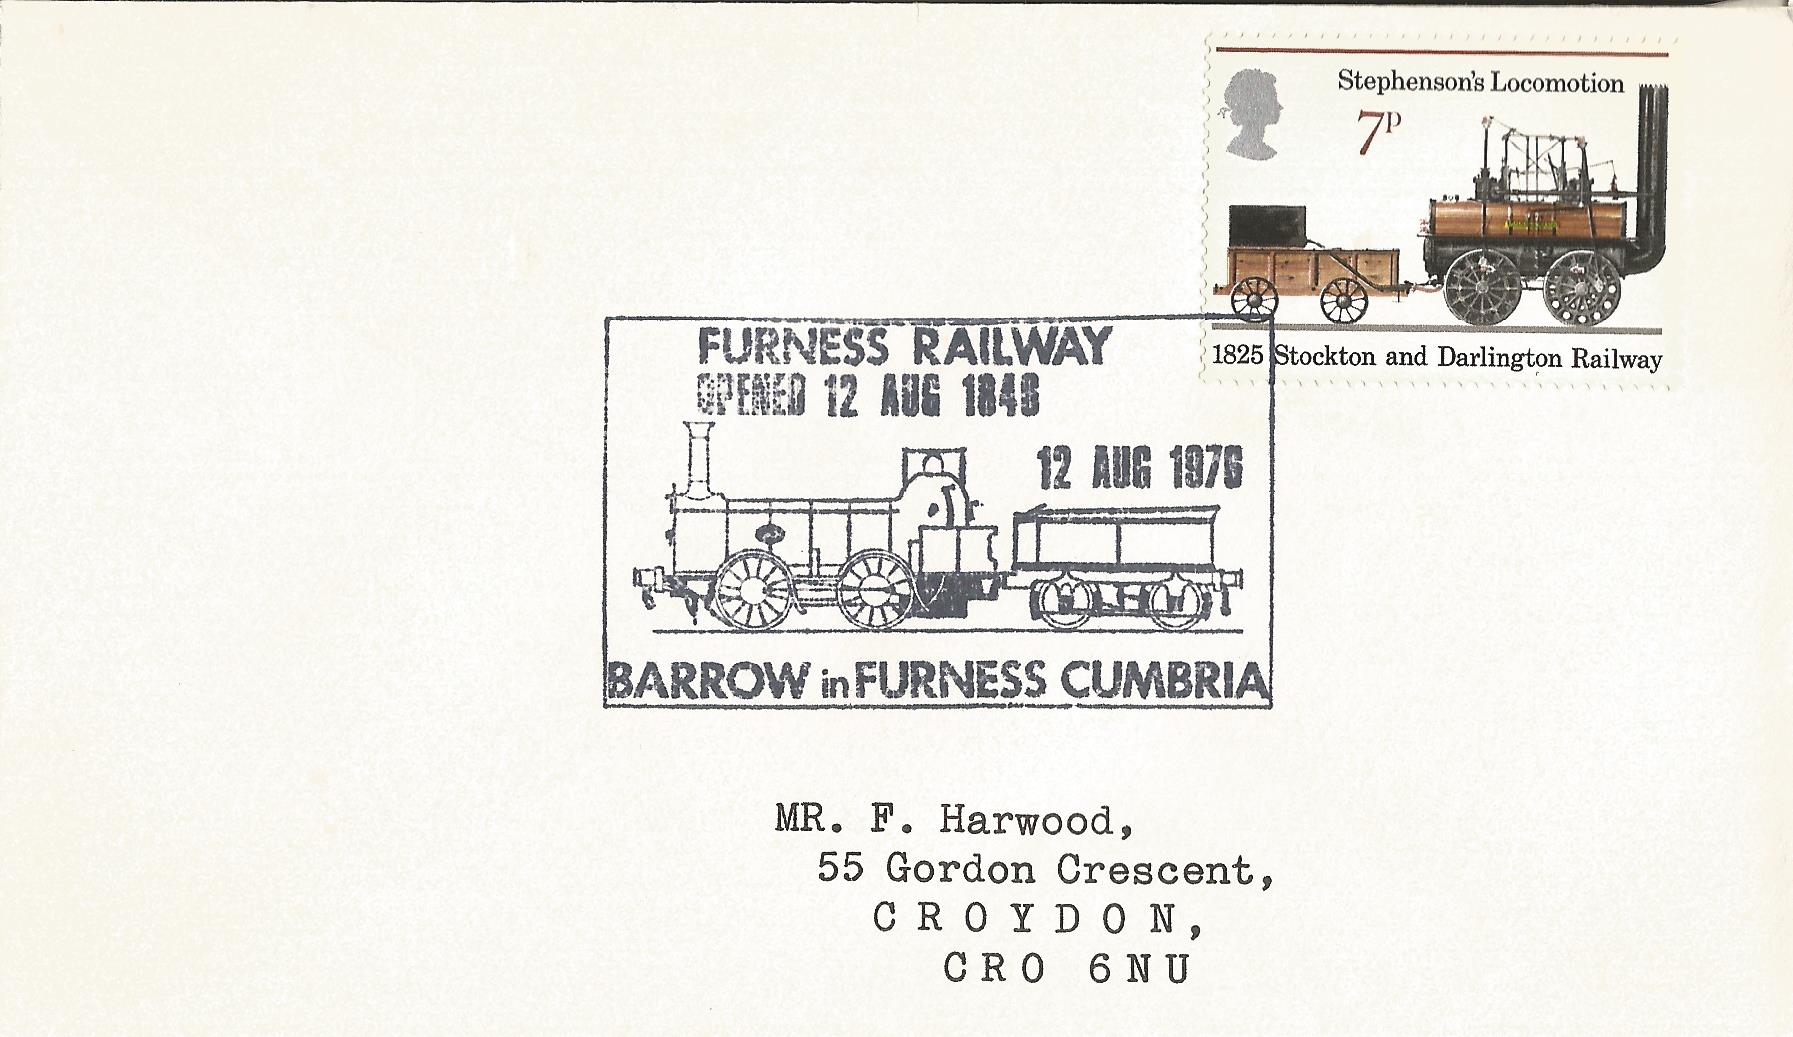 Stephenson's Locomotion
7p
1825 Stockton and Darlington Railway
FURNESS RAILWAY
OPENED 12 AUG 1848
12 AUG 1976
BARROW in FURNESS CUMBRIA
MR. F. Harwood,
55 Gordon Crescent,
CROYDON,
CRO 6NU